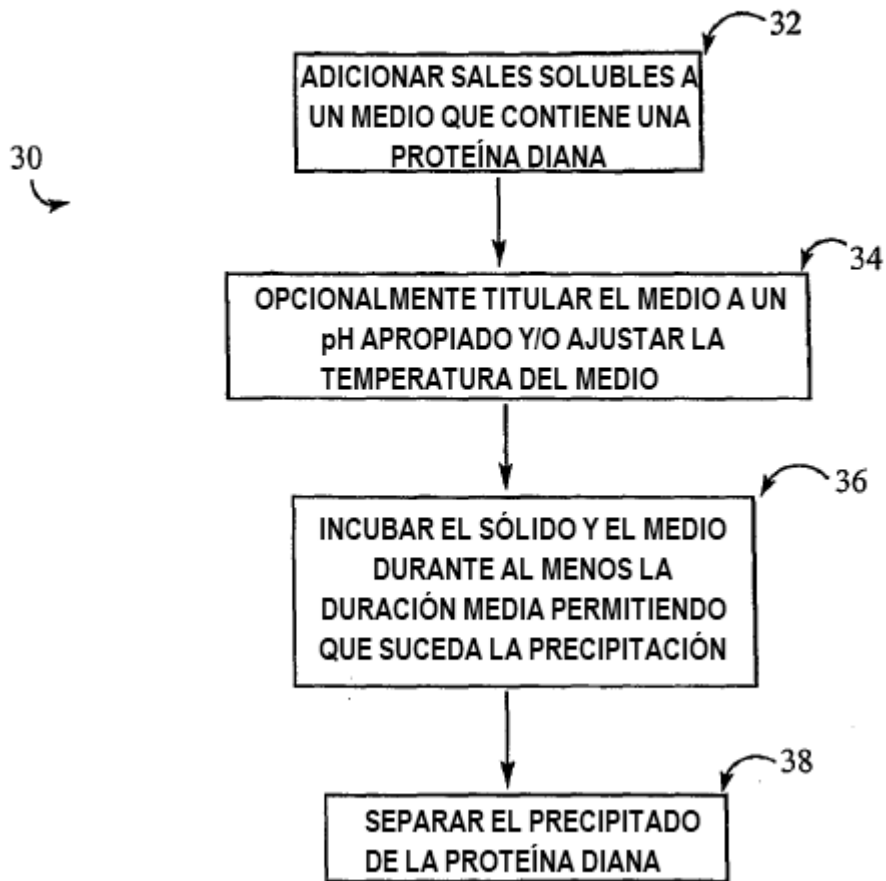 32
ADICIONAR SALES SOLUBLES A
UN MEDIO QUE CONTIENE UNA
PROTEÍNA DIANA
30
34
OPCIONALMENTE TITULAR EL MEDIO A UN
pH APROPIADO Y/O AJUSTAR LA
TEMPERATURA DEL MEDIO
36
INCUBAR EL SÓLIDO Y EL MEDIO
DURANTE AL MENOS LA
DURACIÓN MEDIA PERMITIENDO
QUE SUCEDA LA PRECIPITACIÓN
38
SEPARAR EL PRECIPITADO
DE LA PROTEÍNA DIANA